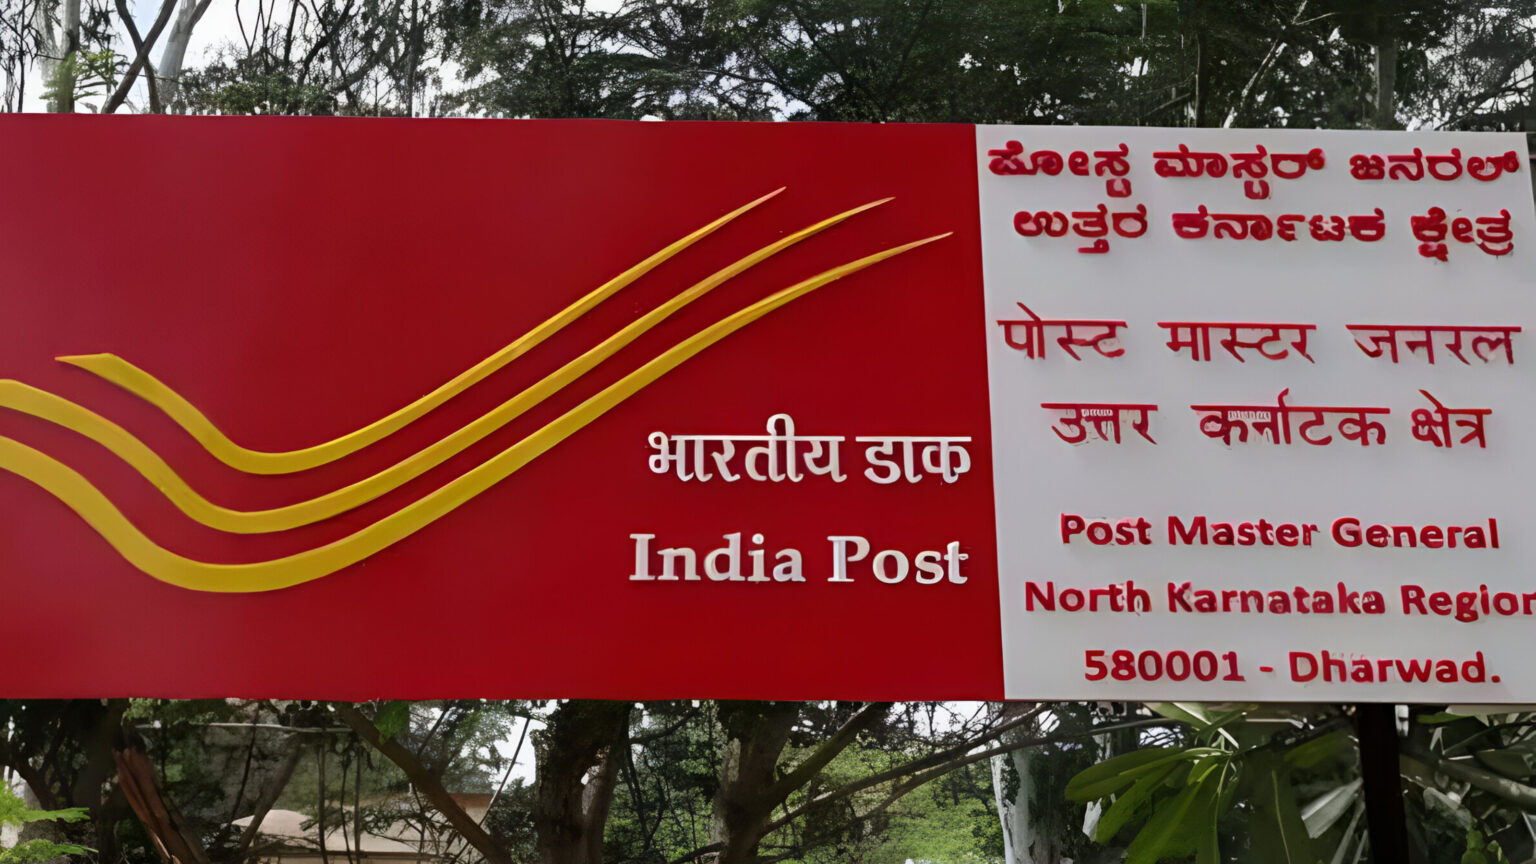 भारतीय डाक
India Post
ಪೋಸ್ಟ ಮಾಸ್ಟರ್ ಜನರಲ್
ಉತ್ತರ ಕರ್ನಾಟಕ ಕ್ಷೇತ್ರ
पोस्ट मास्टर जनरल
उत्तर कर्नाटक क्षेत्र
Post Master General
North Karnataka Region
580001 - Dharwad.